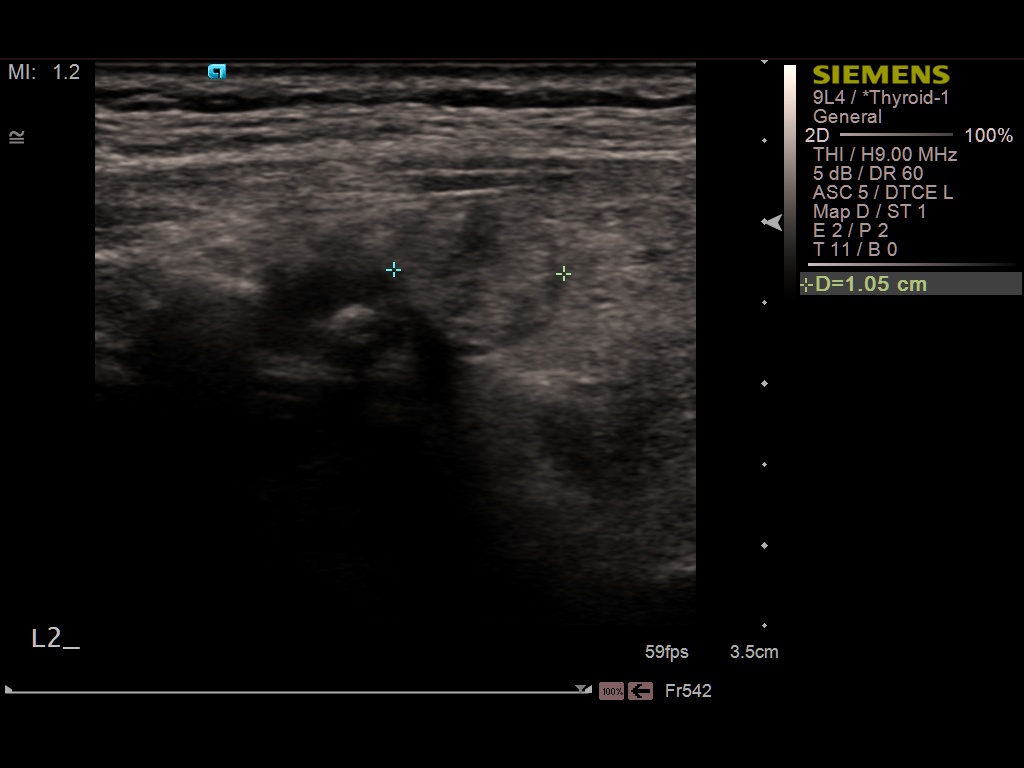 MI: 1.2
SIEMENS
9L4 / *Thyroid-1
General
2D 100%
THI / H9.00 MHz
5 dB / DR 60
ASC 5 / DTCE L
Map D / ST 1
E 2 / P 2
T 11 / B 0
D=1.05 cm
L2_
59fps 3.5cm
100% Fr542